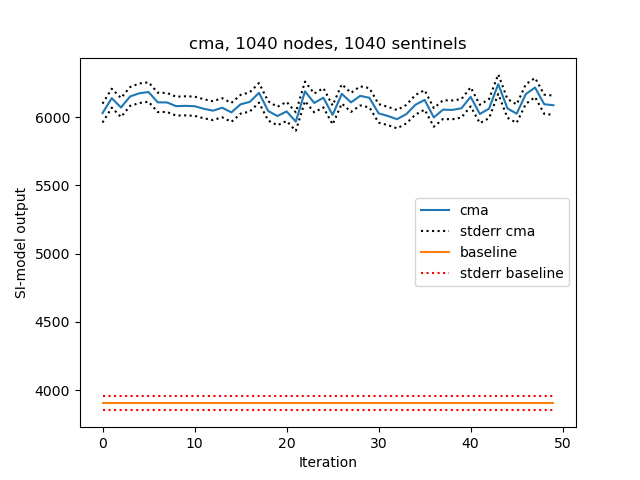 cma, 1040 nodes, 1040 sentinels
SI-model output
6000
5500
5000
4500
4000
cma
stderr cma
baseline
stderr baseline
0 10 20 30 40 50
Iteration